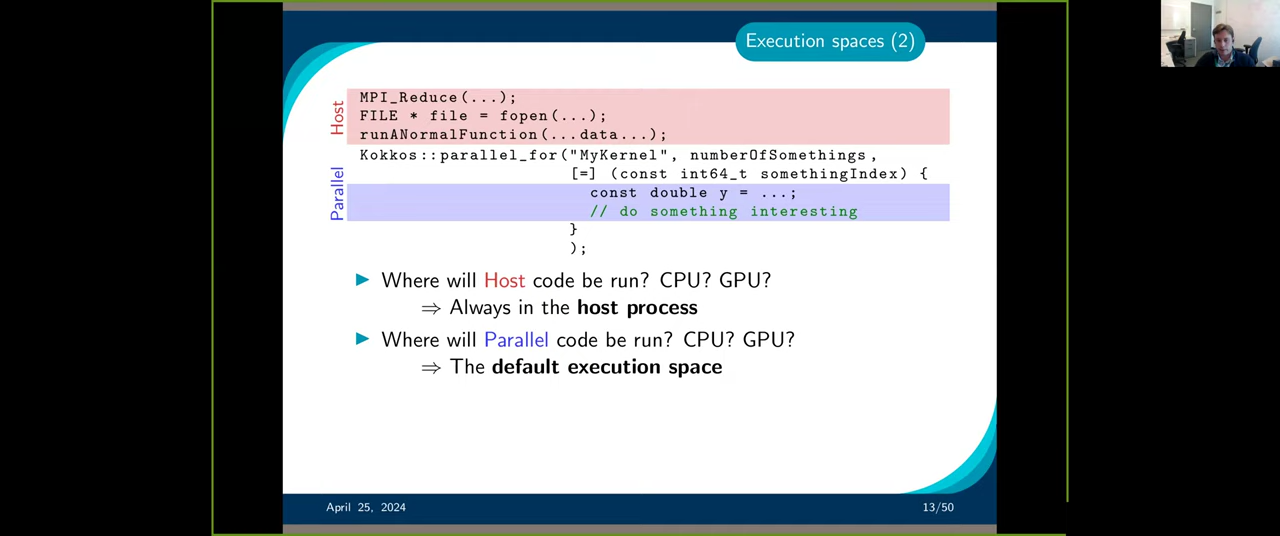 Execution spaces (2)
Host
MPI_Reduce(...);
FILE * file = fopen(...);
runANormalFunction(...data...);
Parallel
Kokkos::parallel_for("MyKernel", numberOfSomethings,
[=] (const int64_t somethingIndex) {
const double y = ...;
// do something interesting
}
);
▶ Where will Host code be run? CPU? GPU?
⇒ Always in the host process
▶ Where will Parallel code be run? CPU? GPU?
⇒ The default execution space
April 25, 2024
13/50